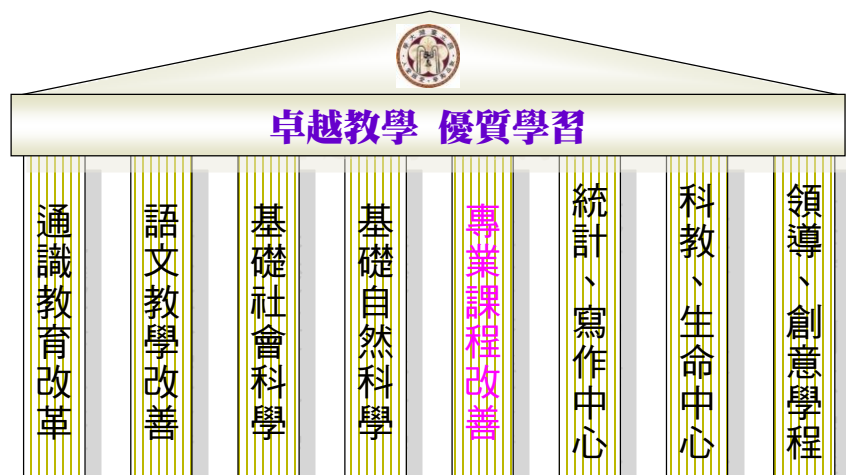 卓越教學 優質學習
通識教育改革
語文教學改善
基礎社會科學
基礎自然科學
專業課程改善
統計、寫作中心
科教、生命中心
領導、創意學程